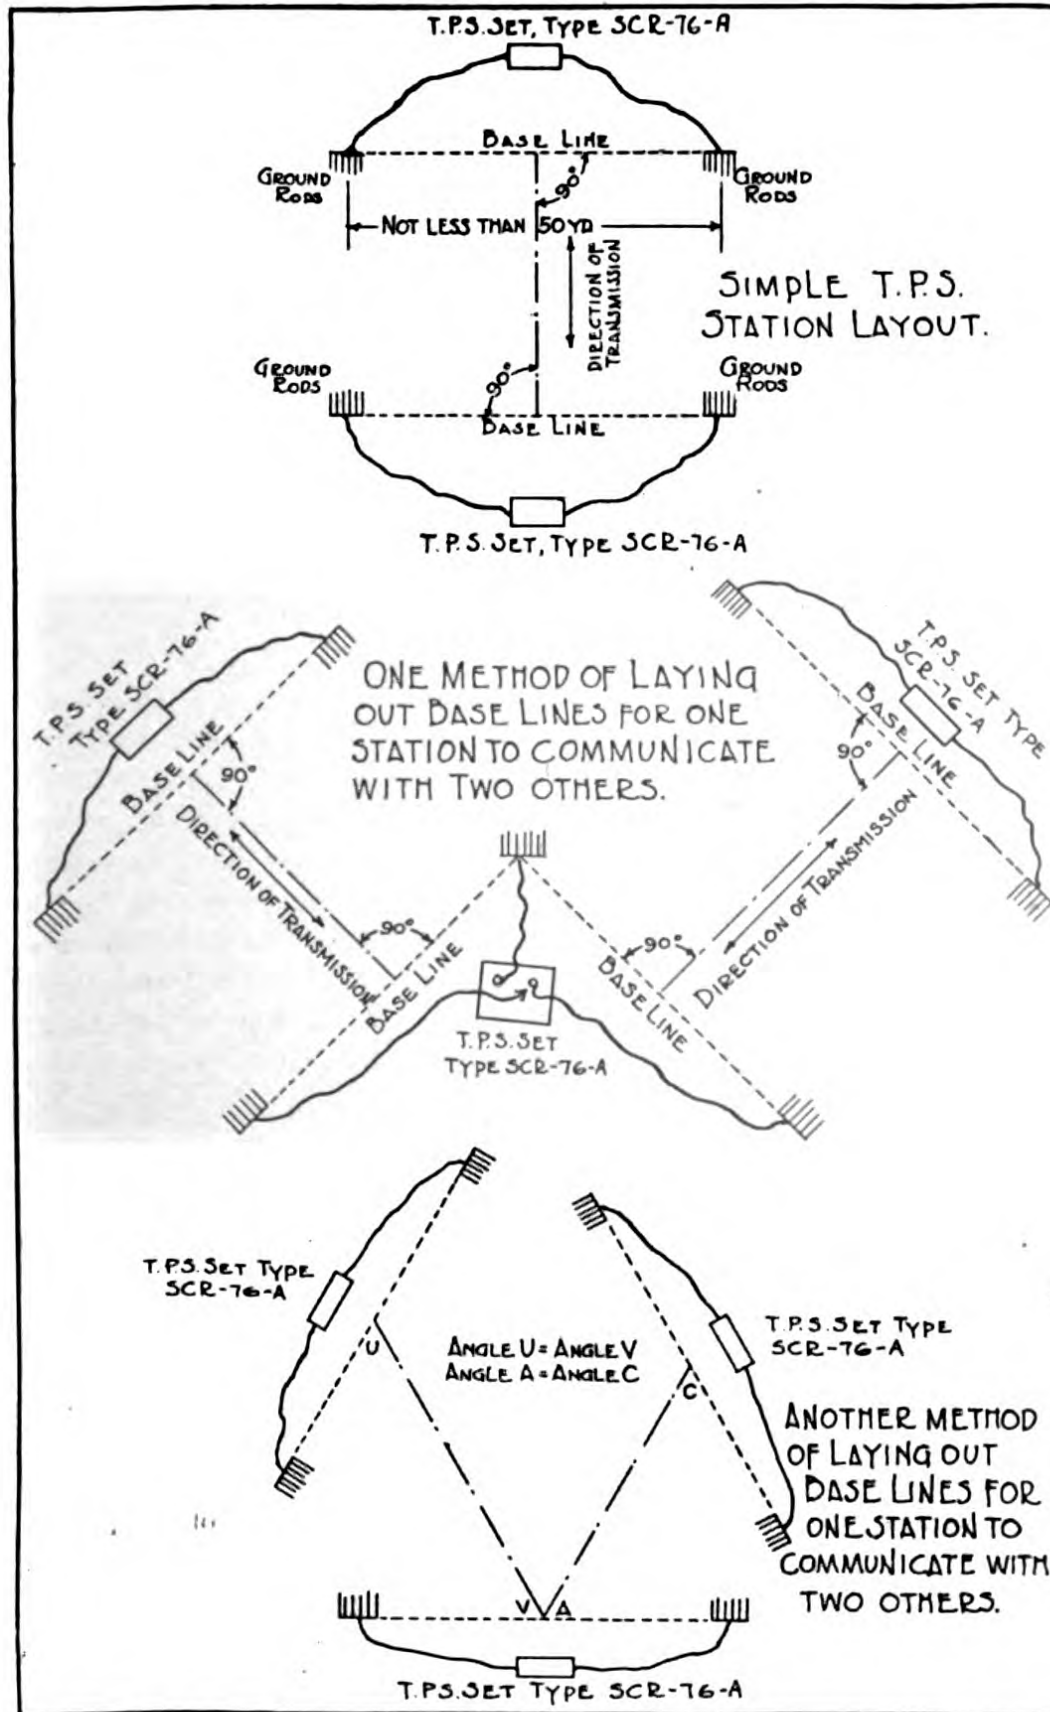 T.P.S. SET, TYPE SCR-76-A
BASE LINE
90°
GROUND
RODS
GROUND
RODS
NOT LESS THAN 50 YD
DIRECTION OF
TRANSMISSION
SIMPLE T.P.S.
STATION LAYOUT.
GROUND
RODS
90°
GROUND
RODS
BASE LINE
T.P.S. SET, TYPE SCR-76-A
T.P.S. SET
TYPE SCR-76-A
BASE LINE
90°
DIRECTION OF TRANSMISSION
90°
BASE LINE
ONE METHOD OF LAYING
OUT BASE LINES FOR ONE
STATION TO COMMUNICATE
WITH TWO OTHERS.
T.P.S. SET TYPE
SCR-76-A
BASE LINE
90°
DIRECTION OF TRANSMISSION
90°
BASE LINE
T.P.S. SET
TYPE SCR-76-A
T.P.S. SET TYPE
SCR-76-A
U
ANGLE U = ANGLE V
ANGLE A = ANGLE C
C
T.P.S. SET TYPE
SCR-76-A
ANOTHER METHOD
OF LAYING OUT
BASE LINES FOR
ONE STATION TO
COMMUNICATE WITH
TWO OTHERS.
V A
T.P.S. SET TYPE SCR-76-A